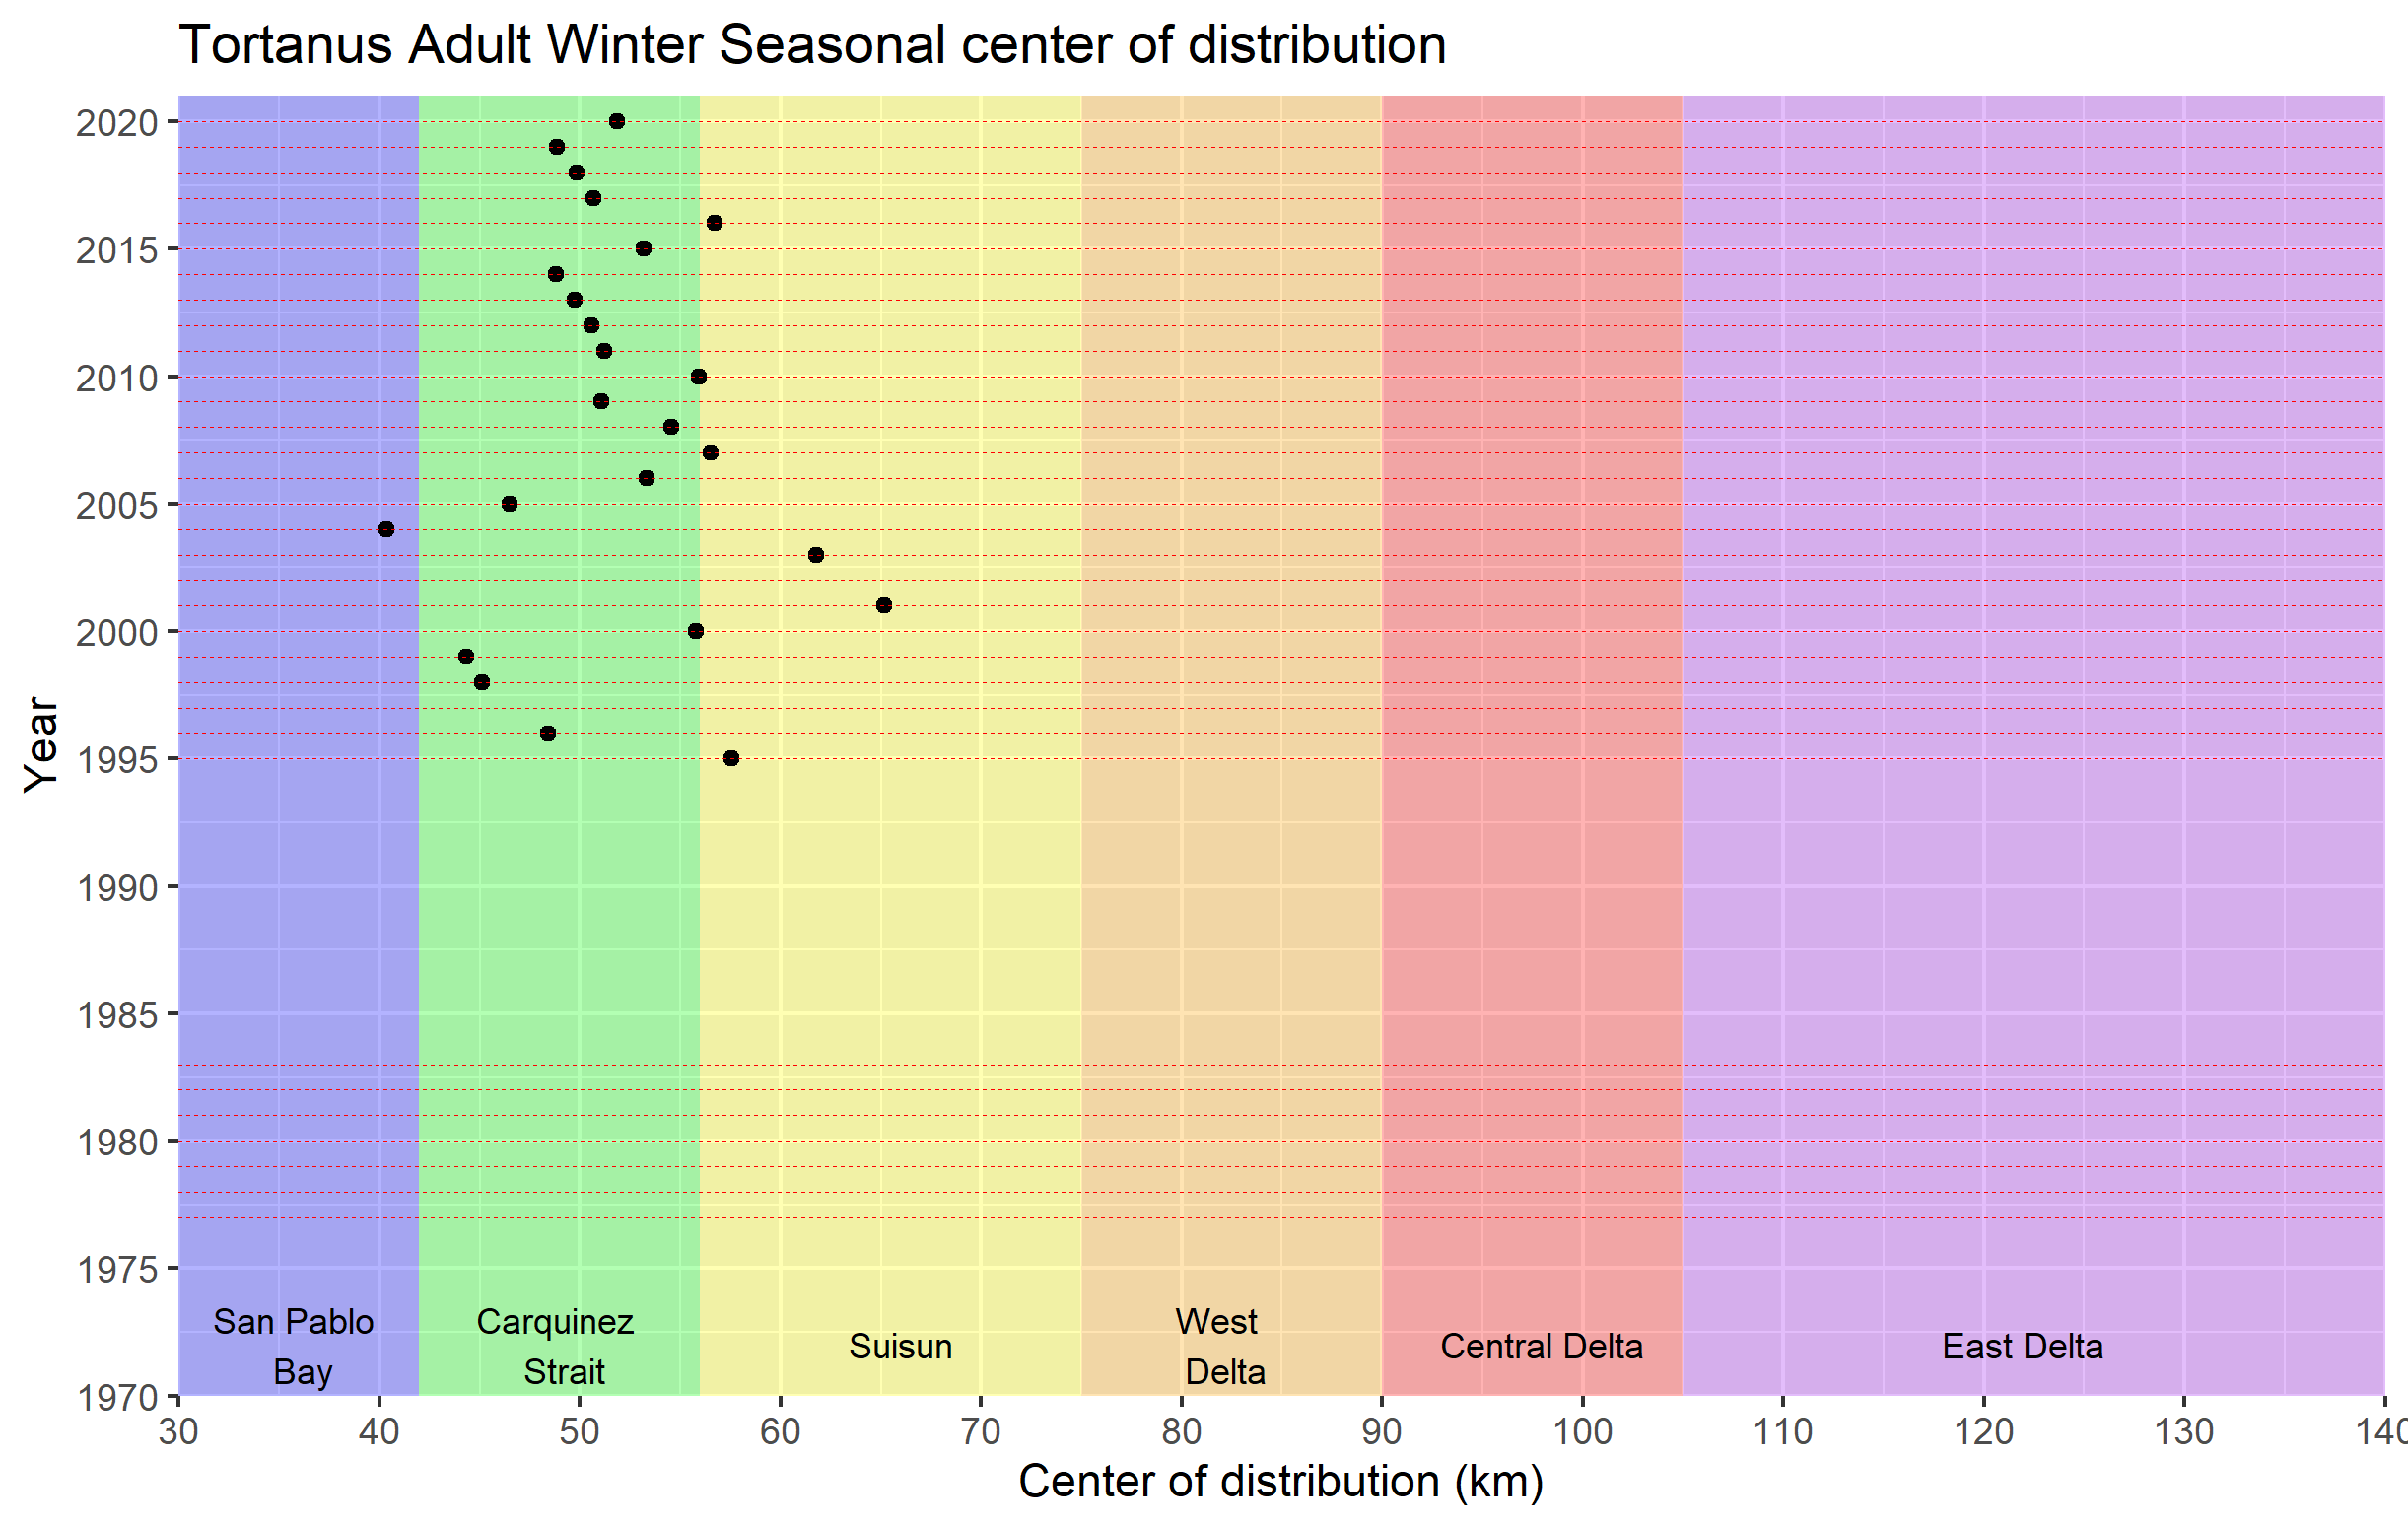 Tortanus Adult Winter Seasonal center of distribution
Year
2020
2015
2010
2005
2000
1995
1990
1985
1980
1975
1970
San Pablo
Bay
Carquinez
Strait
Suisun
West
Delta
Central Delta
East Delta
30 40 50 60 70 80 90 100 110 120 130 140
Center of distribution (km)